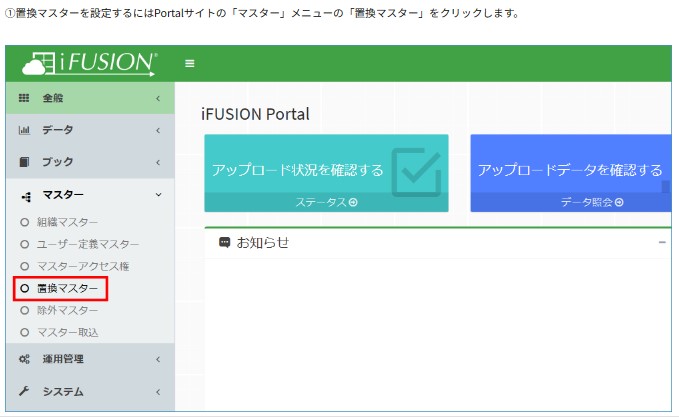 ①置換マスターを設定するにはPortalサイトの「マスター」メニューの「置換マスター」をクリックします。
iFUSION®
全般
データ
ブック
マスター
組織マスター
ユーザー定義マスター
マスターアクセス権
置換マスター
除外マスター
マスター取込
運用管理
システム
iFUSION Portal
アップロード状況を確認する
ステータス
アップロードデータを確認する
データ照会
お知らせ